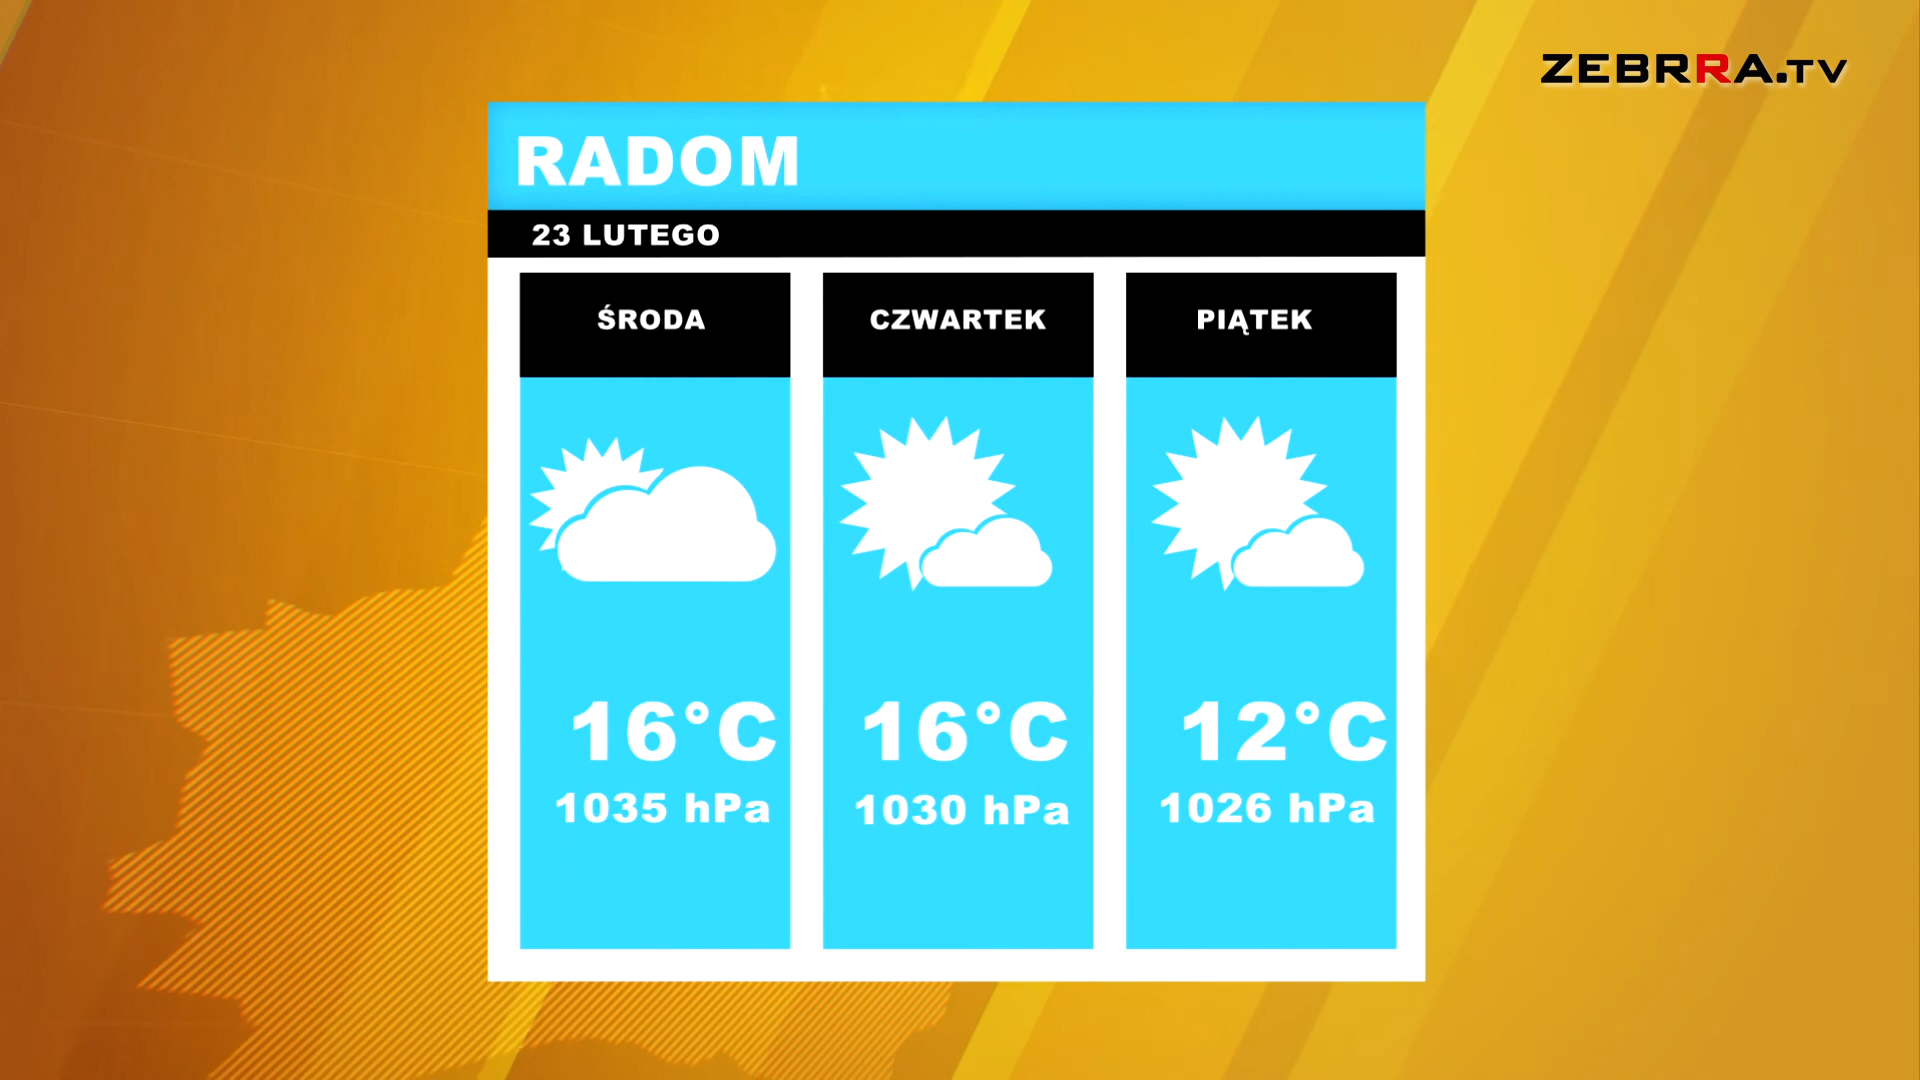 ZEBRRA.TV
RADOM
23 LUTEGO
ŚRODA
CZWARTEK
PIĄTEK
16°C
16°C
12°C
1035 hPa
1030 hPa
1026 hPa